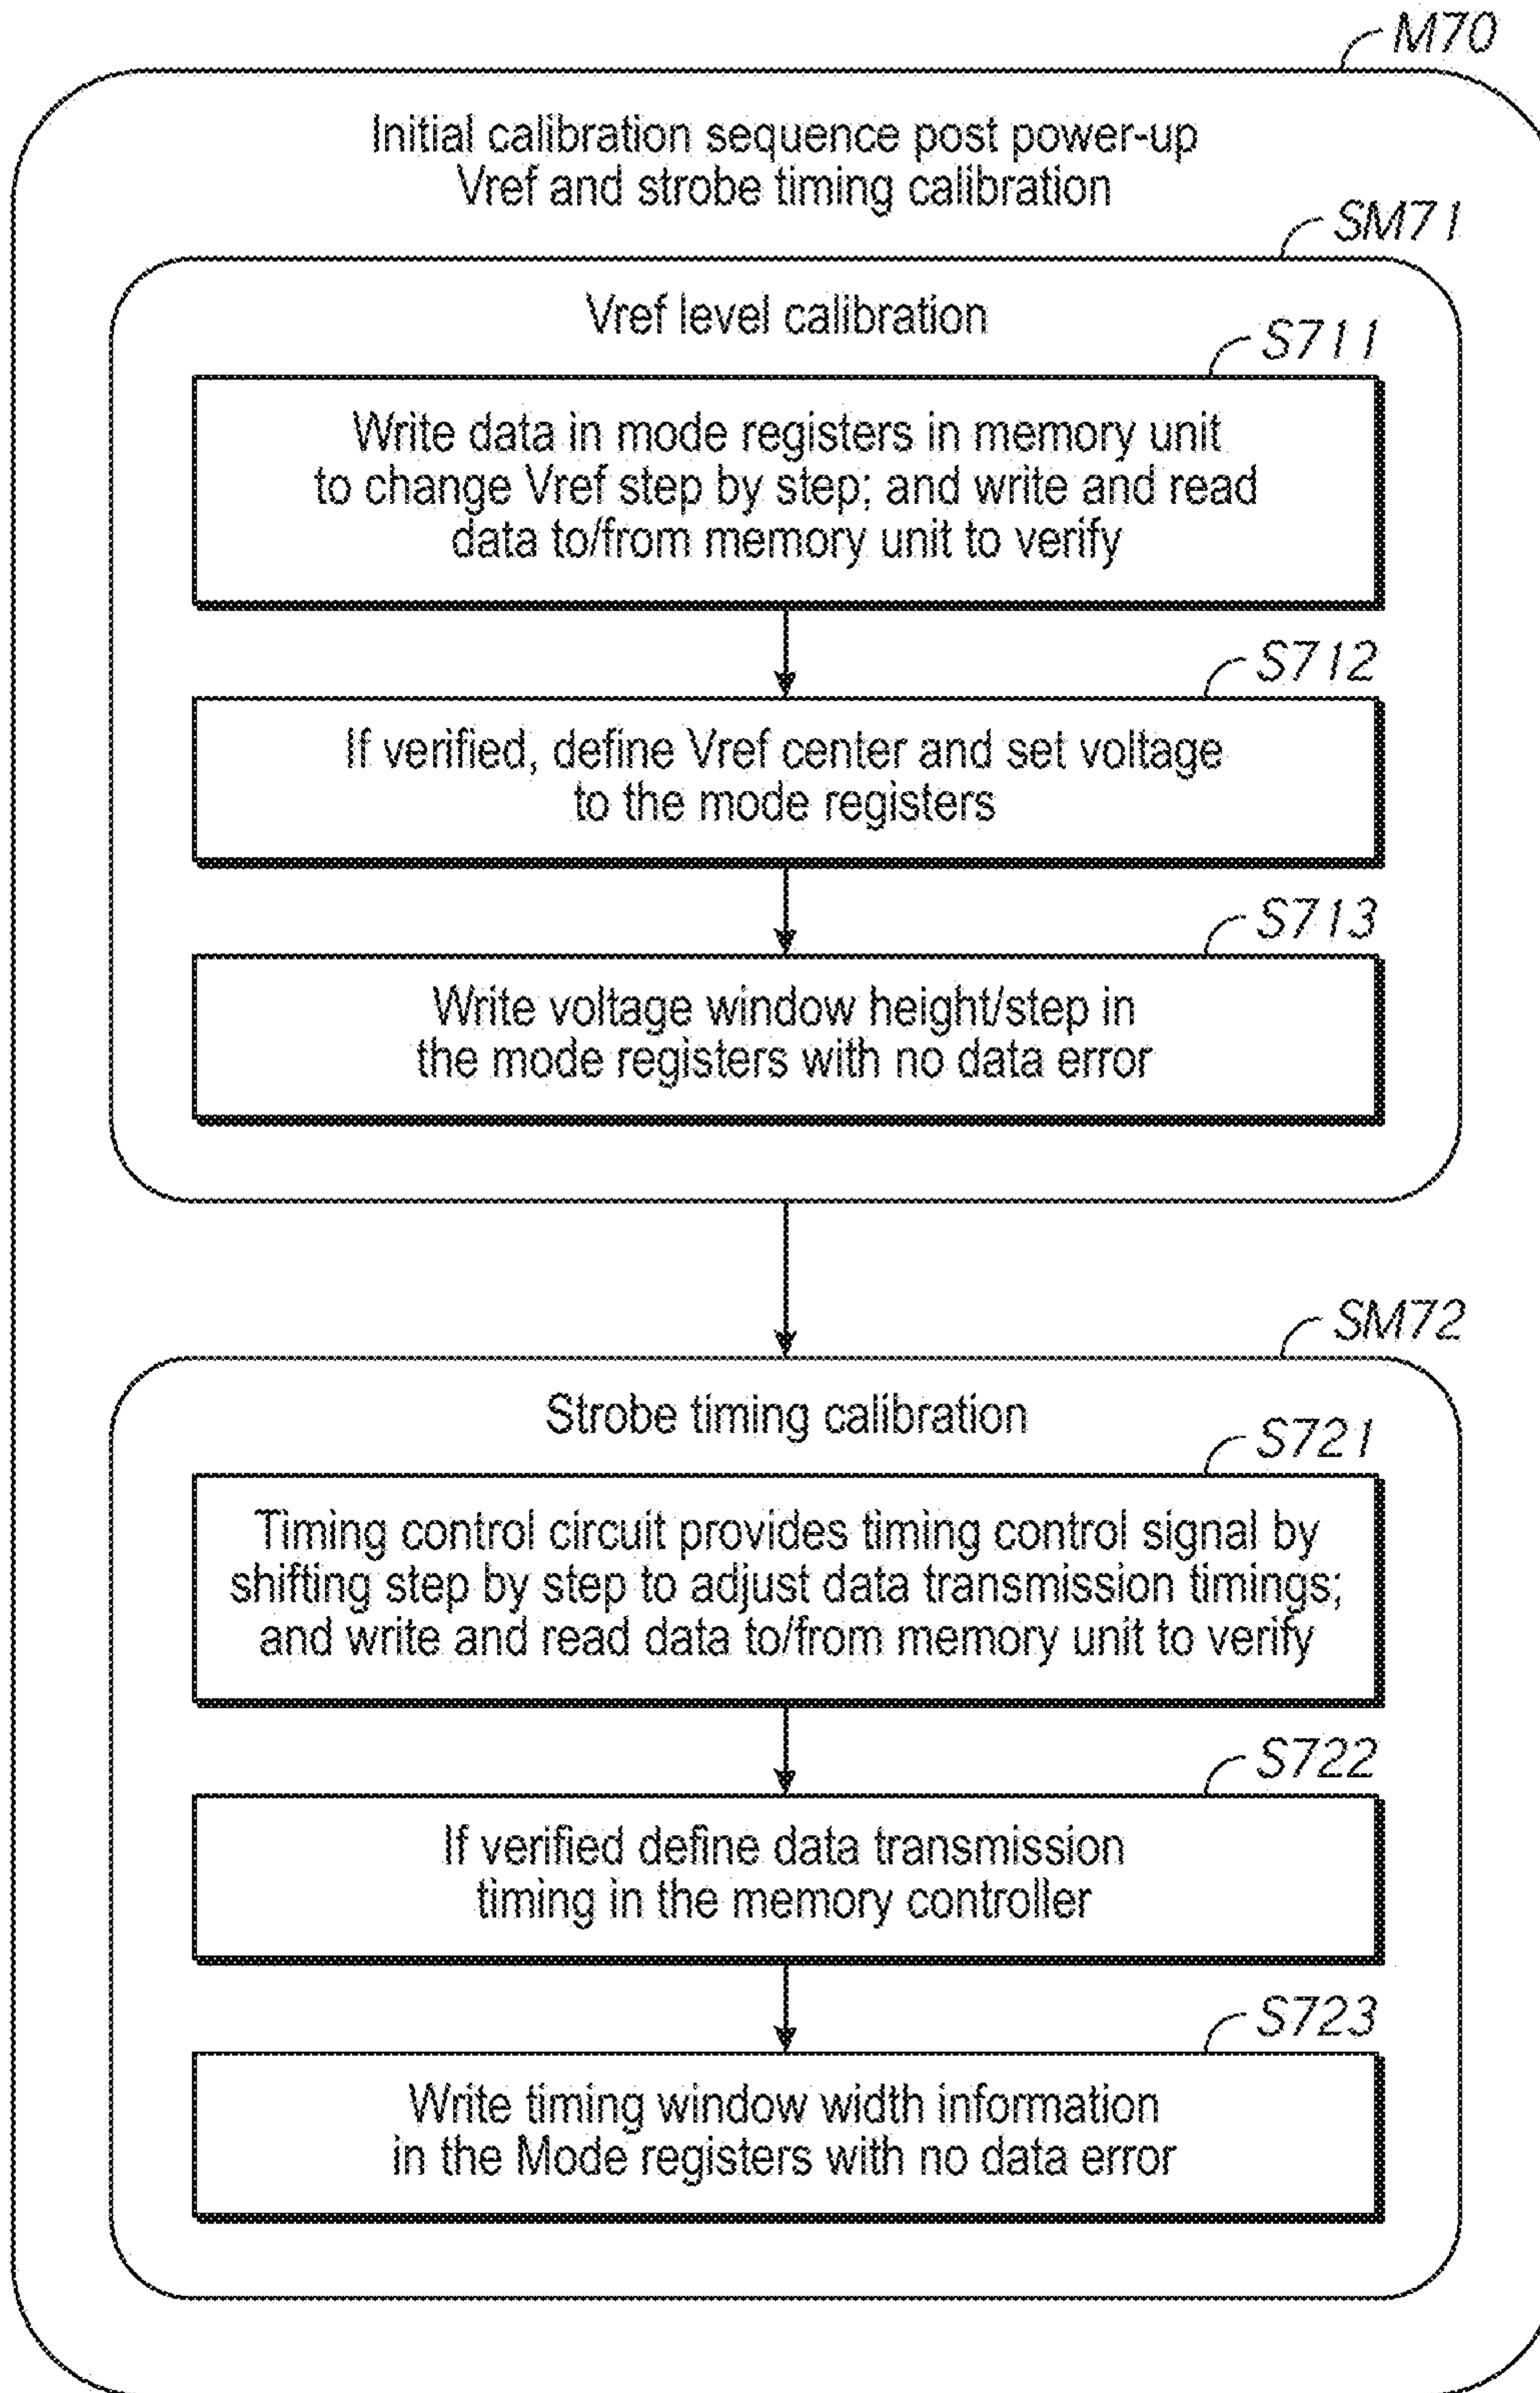 M70
Initial calibration sequence post power-up
Vref and strobe timing calibration
SM71
Vref level calibration
S711
Write data in mode registers in memory unit
to change Vref step by step; and write and read
data to/from memory unit to verify
S712
If verified, define Vref center and set voltage
to the mode registers
S713
Write voltage window height/step in
the mode registers with no data error
SM72
Strobe timing calibration
S721
Timing control circuit provides timing control signal by
shifting step by step to adjust data transmission timings;
and write and read data to/from memory unit to verify
S722
If verified define data transmission
timing in the memory controller
S723
Write timing window width information
in the Mode registers with no data error